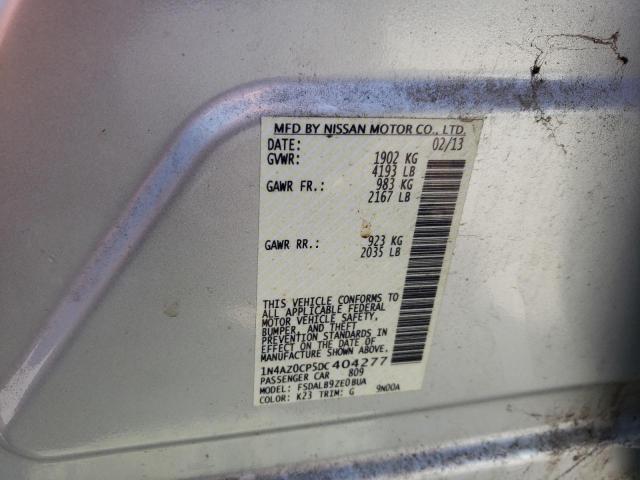 MFD BY NISSAN MOTOR CO., LTD.
DATE: 02/13
GVWR: 1902 KG
4193 LB
GAWR FR.: 983 KG
2167 LB
GAWR RR.: 923 KG
2035 LB
THIS VEHICLE CONFORMS TO
ALL APPLICABLE FEDERAL
MOTOR VEHICLE SAFETY,
BUMPER, AND THEFT
PREVENTION STANDARDS IN
EFFECT ON THE DATE OF
MANUFACTURE SHOWN ABOVE.
1N4AZ0CP5DC404277
PASSENGER CAR 809
MODEL: FSDALB9ZE0BUA
COLOR: K23 TRIM: G 9N00A